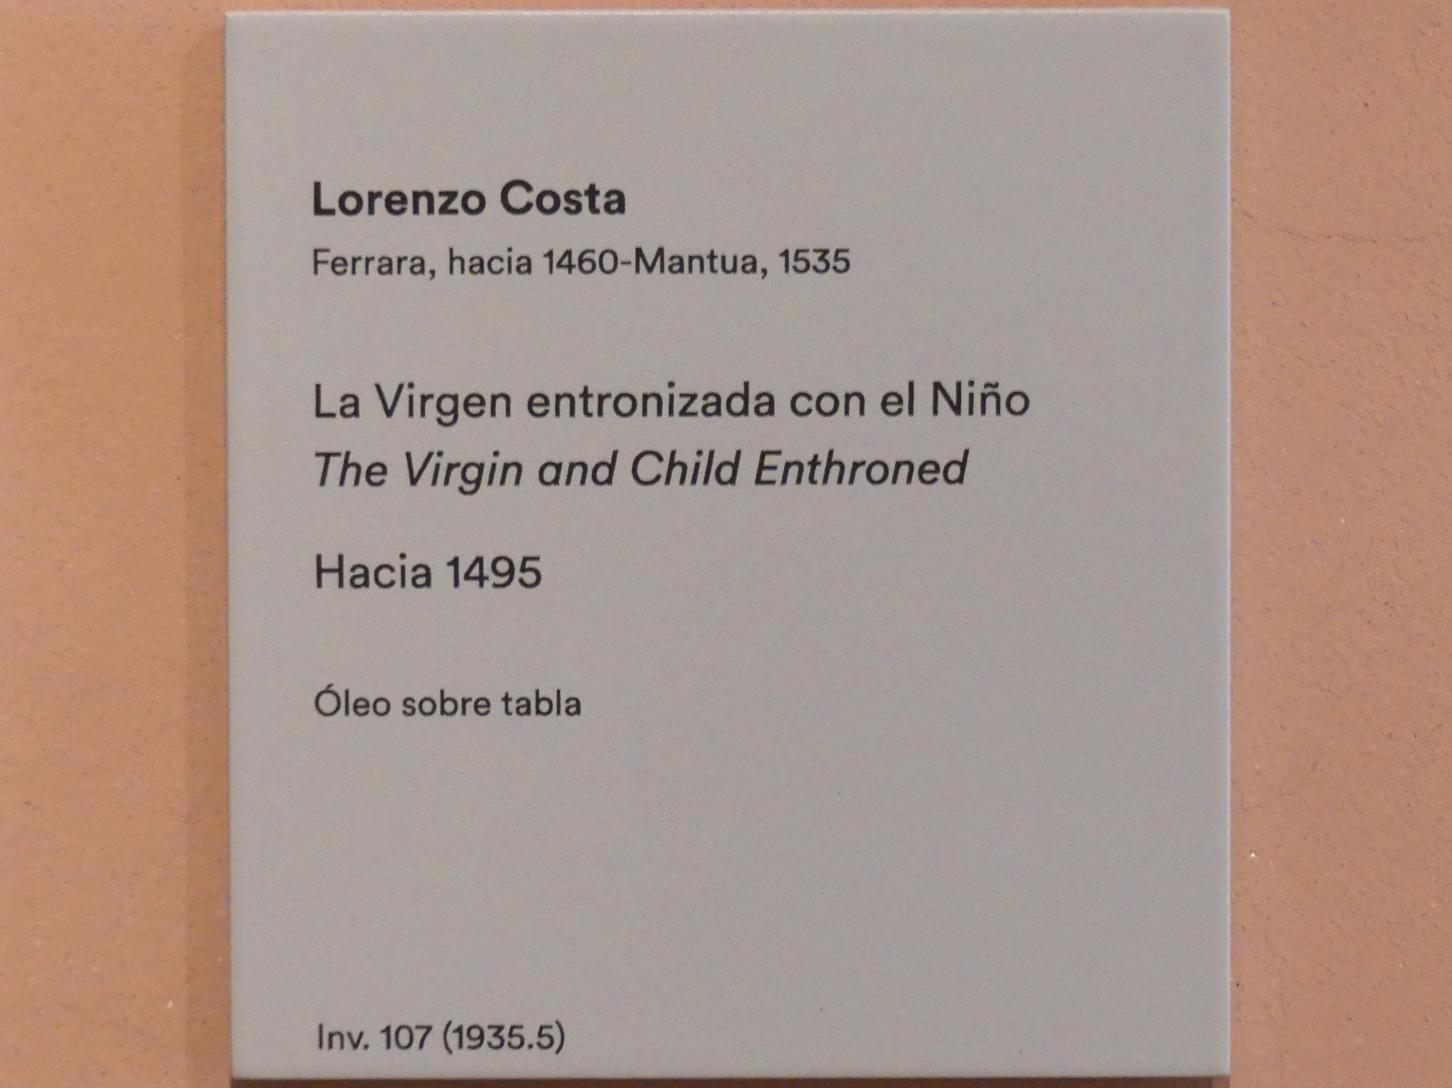 Lorenzo Costa
Ferrara, hacia 1460-Mantua, 1535
La Virgen entronizada con el Niño
The Virgin and Child Enthroned
Hacia 1495
Óleo sobre tabla
Inv. 107 (1935.5)